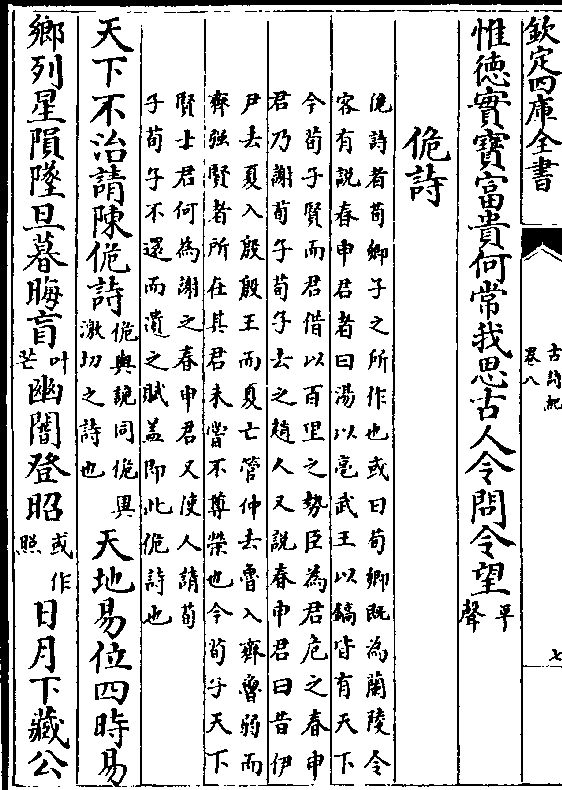 欽定四庫全書
古詩紀
卷八
七
惟德實寶富貴何常我思古人令問令望平聲
佹詩
佹詩者荀卿子之所作也或曰荀卿既為蘭陵令
客有說春申君者曰湯以亳武王以鎬皆有天下
今荀子賢而君借以百里之勢臣為君危之春申
君乃謝荀子荀子去之趙人又說春申君曰昔伊
尹去夏入殷殷王而夏亡管仲去魯入齊魯弱而
齊强賢者所在其君未嘗不尊榮也今荀子天下
賢士君何為謝之春申君又使人請荀
子荀子不還而遺之賦蓋即此佹詩也
天下不治請陳佹詩佹與詭同佹異激切之詩也天地易位四時易
鄉列星隕墜旦暮晦盲叶芒幽闇登昭或作照日月下藏公